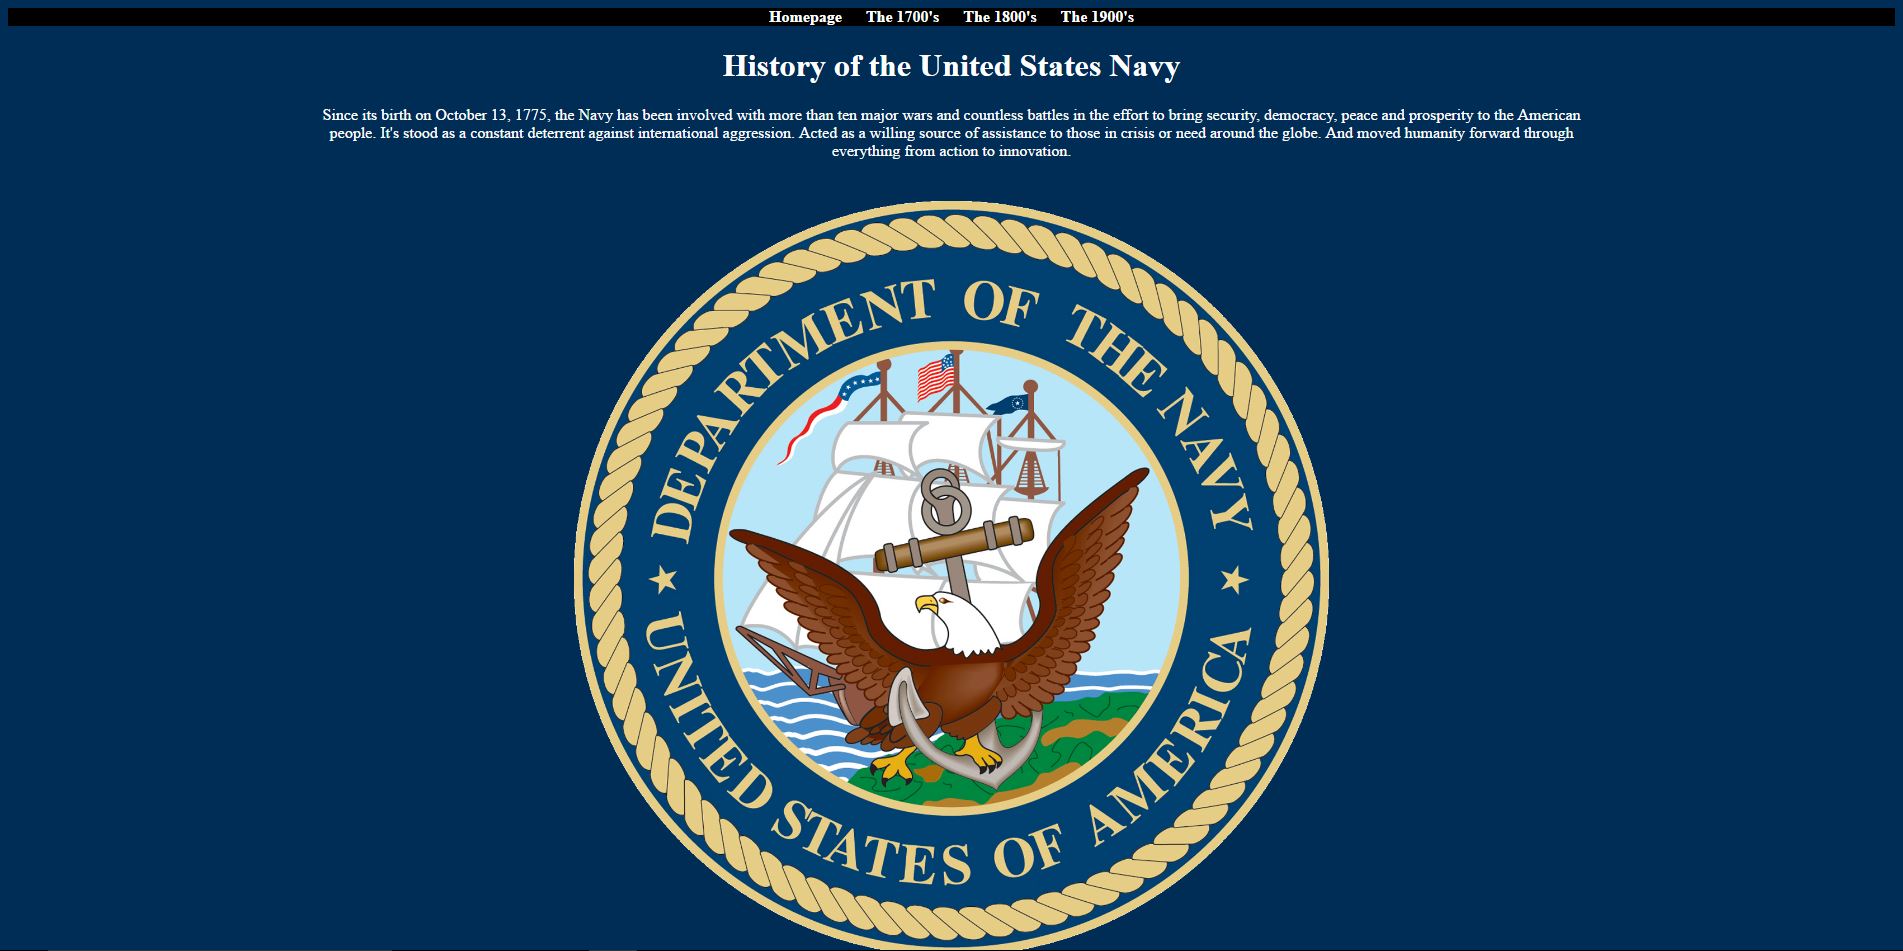 Homepage The 1700's The 1800's The 1900's
History of the United States Navy
Since its birth on October 13, 1775, the Navy has been involved with more than ten major wars and countless battles in the effort to bring security, democracy, peace and prosperity to the American
people. It's stood as a constant deterrent against international aggression. Acted as a willing source of assistance to those in crisis or need around the globe. And moved humanity forward through
everything from action to innovation.
DEPARTMENT OF THE NAVY
UNITED STATES OF AMERICA